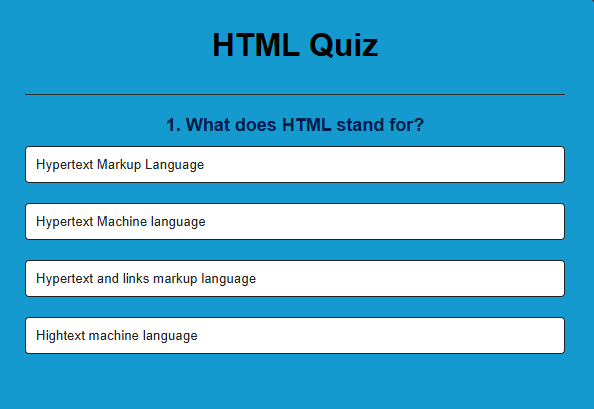 HTML Quiz
1. What does HTML stand for?
Hypertext Markup Language
Hypertext Machine language
Hypertext and links markup language
Hightext machine language